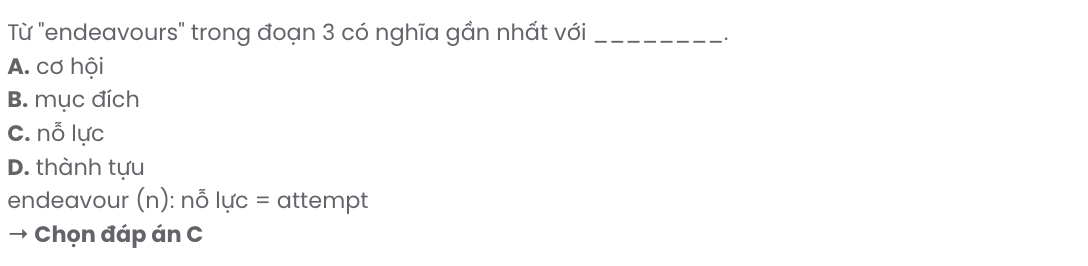 Từ "endeavours" trong đoạn 3 có nghĩa gần nhất với ________.
A. cơ hội
B. mục đích
C. nỗ lực
D. thành tựu
endeavour (n): nỗ lực = attempt
→ Chọn đáp án C